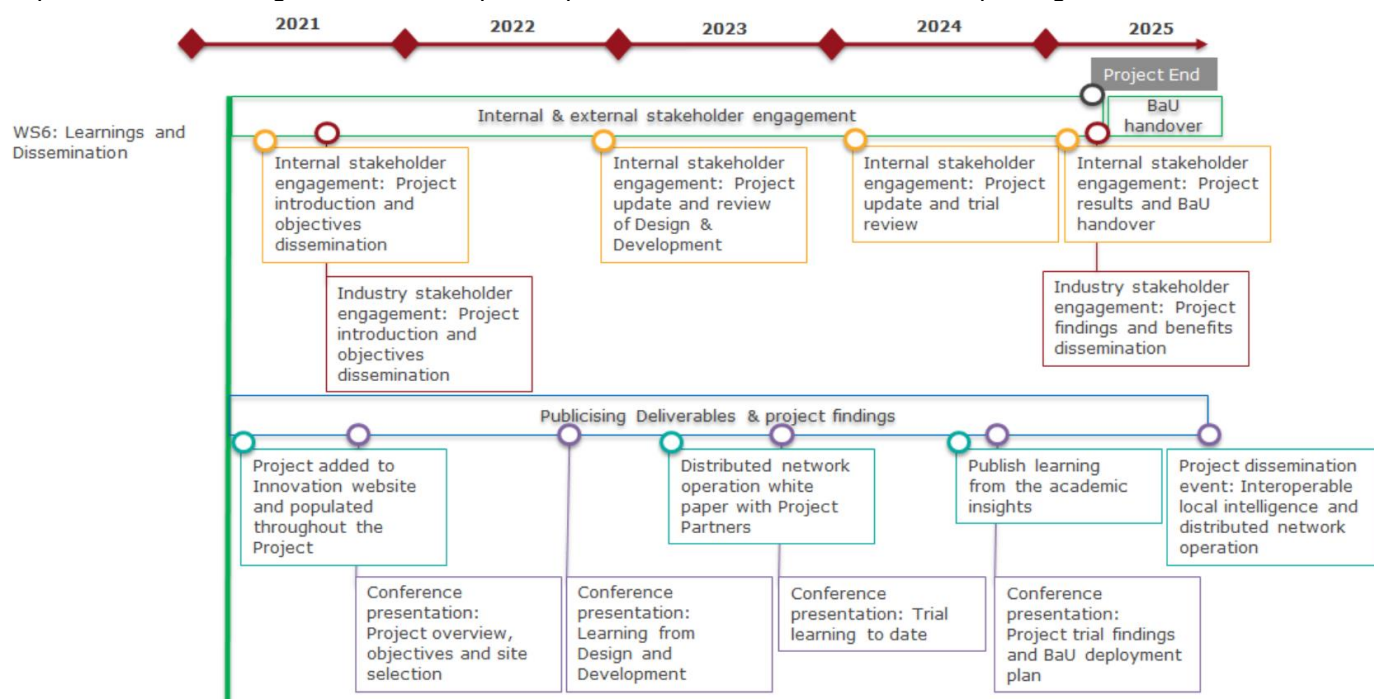 2021
2022
2023
2024
2025
Project End
WS6: Learnings and
Dissemination
Internal & external stakeholder engagement
BaU
handover
Internal stakeholder
engagement: Project
introduction and
objectives
dissemination
Internal stakeholder
engagement: Project
update and review
of Design &
Development
Internal stakeholder
engagement: Project
update and trial
review
Internal stakeholder
engagement: Project
results and BaU
handover
Industry stakeholder
engagement: Project
introduction and
objectives
dissemination
Industry stakeholder
engagement: Project
findings and benefits
dissemination
Publicising Deliverables & project findings
Project added to
Innovation website
and populated
throughout the
Project
Distributed network
operation white
paper with Project
Partners
Publish learning
from the academic
insights
Project dissemination
event: Interoperable
local intelligence and
distributed network
operation
Conference
presentation:
Project overview,
objectives and site
selection
Conference
presentation:
Learning from
Design and
Development
Conference
presentation: Trial
learning to date
Conference
presentation:
Project trial findings
and BaU deployment
plan